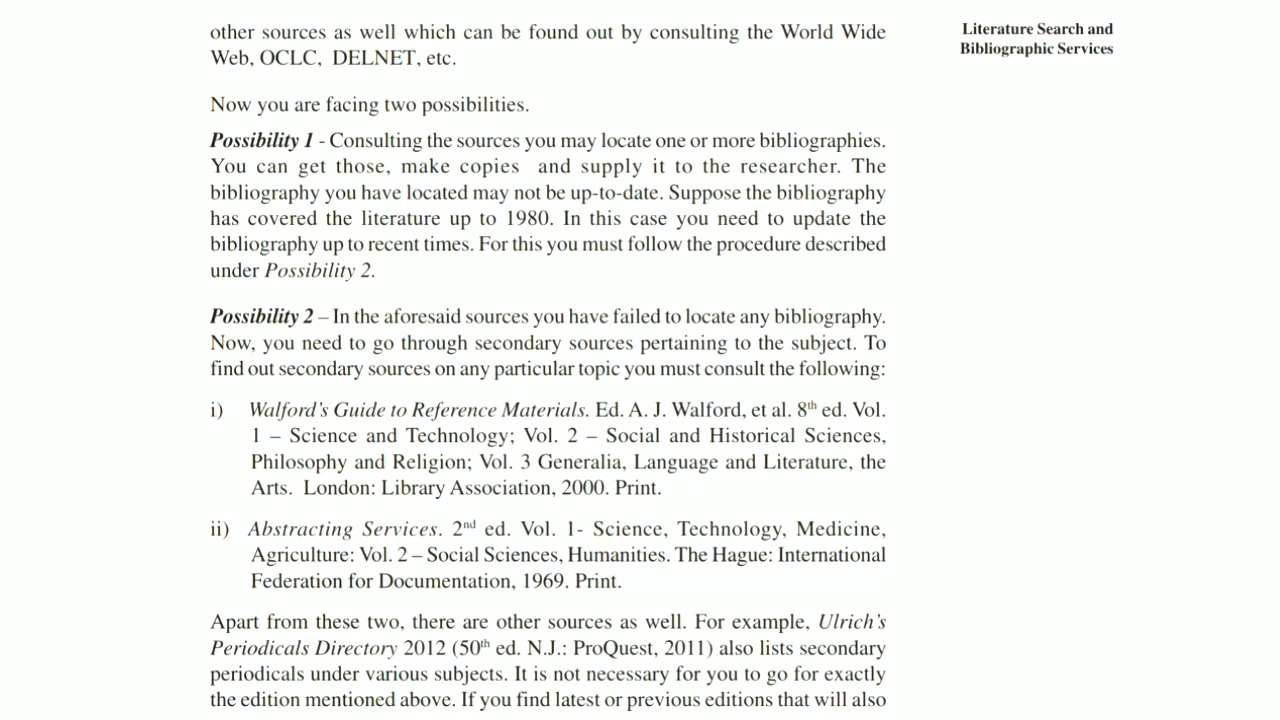 other sources as well which can be found out by consulting the World Wide
Web, OCLC, DELNET, etc.
Literature Search and
Bibliographic Services
Now you are facing two possibilities.
Possibility 1 - Consulting the sources you may locate one or more bibliographies.
You can get those, make copies and supply it to the researcher. The
bibliography you have located may not be up-to-date. Suppose the bibliography
has covered the literature up to 1980. In this case you need to update the
bibliography up to recent times. For this you must follow the procedure described
under Possibility 2.
Possibility 2 – In the aforesaid sources you have failed to locate any bibliography.
Now, you need to go through secondary sources pertaining to the subject. To
find out secondary sources on any particular topic you must consult the following:
i) Walford's Guide to Reference Materials. Ed. A. J. Walford, et al. 8th ed. Vol.
1 – Science and Technology; Vol. 2 – Social and Historical Sciences,
Philosophy and Religion; Vol. 3 Generalia, Language and Literature, the
Arts. London: Library Association, 2000. Print.
ii) Abstracting Services. 2nd ed. Vol. 1- Science, Technology, Medicine,
Agriculture: Vol. 2 – Social Sciences, Humanities. The Hague: International
Federation for Documentation, 1969. Print.
Apart from these two, there are other sources as well. For example, Ulrich's
Periodicals Directory 2012 (50th ed. N.J.: ProQuest, 2011) also lists secondary
periodicals under various subjects. It is not necessary for you to go for exactly
the edition mentioned above. If you find latest or previous editions that will also